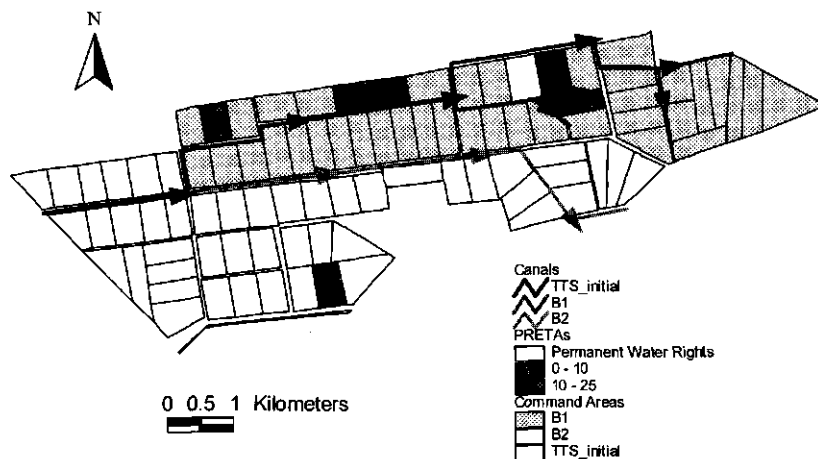 N
Canals
TTS_initial
B1
B2
PRETAs
Permanent Water Rights
0 - 10
10 - 25
Command Areas
B1
B2
TTS_initial
0 0.5 1 Kilometers